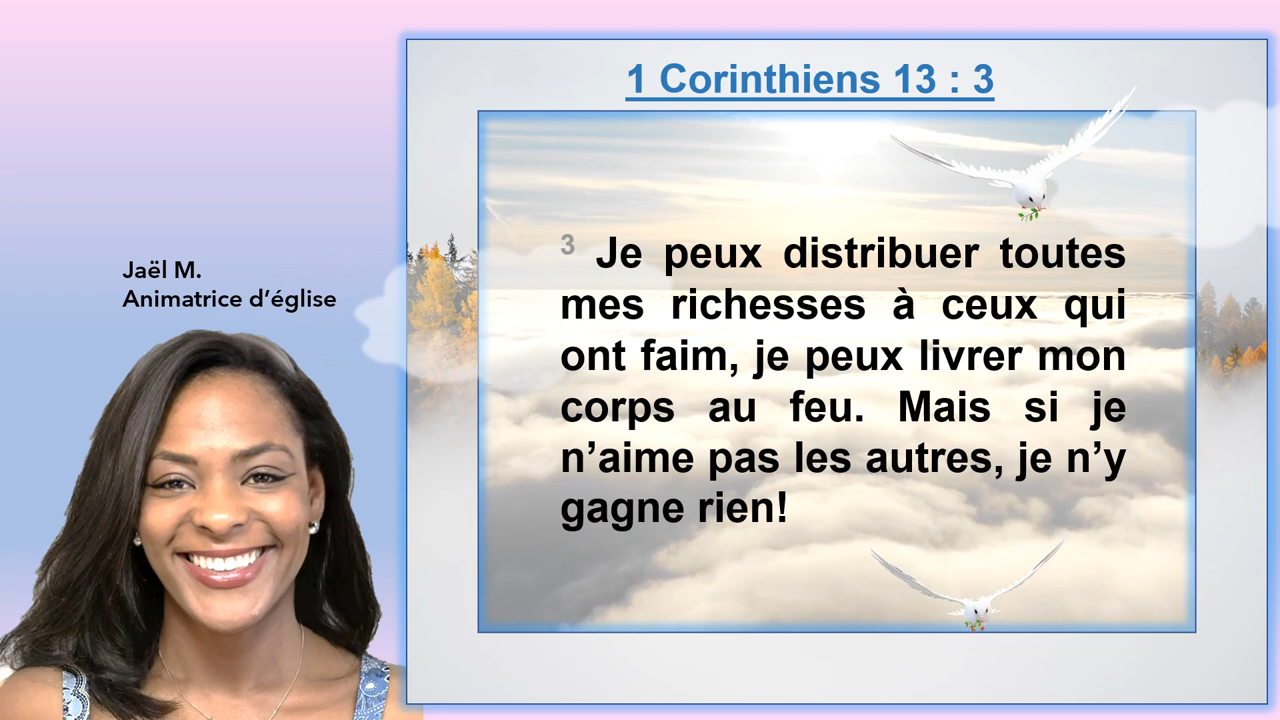 1 Corinthiens 13 : 3
Jaël M.
Animatrice d’église
3 Je peux distribuer toutes
mes richesses à ceux qui
ont faim, je peux livrer mon
corps au feu. Mais si je
n’aime pas les autres, je n’y
gagne rien!